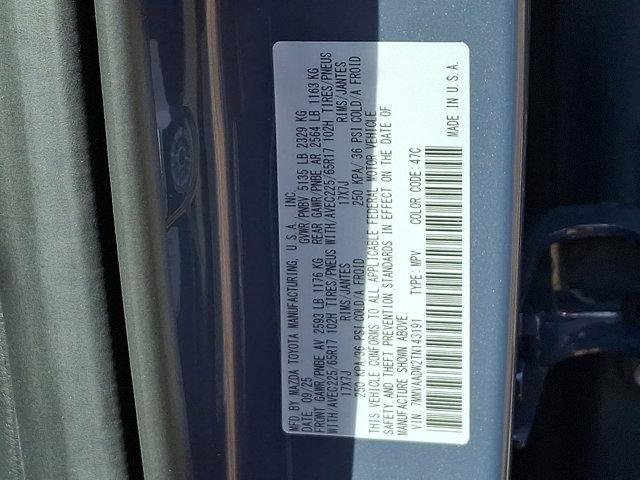 MFD BY MAZDA TOYOTA MANUFACTURING, U.S.A., INC.
DATE: 09/25 GVWR/PNBV 5135 LB 2329 KG
FRONT GAWR/PNBE AV 2593 LB 1176 KG REAR GAWR/PNBE AR 2564 LB 1163 KG
WITH/AVEC225/65R17 102H TIRES/PNEUS WITH/AVEC225/65R17 102H TIRES/PNEUS
17X7J RIMS/JANTES 17X7J RIMS/JANTES
250 KPA/36 PSI COLD/A FROID 250 KPA/ 36 PSI COLD/A FROID
THIS VEHICLE CONFORMS TO ALL APPLICABLE FEDERAL MOTOR VEHICLE
SAFETY AND THEFT PREVENTION STANDARDS IN EFFECT ON THE DATE OF
MANUFACTURE SHOWN ABOVE.
VIN: 7MMVAADW2TN143191 TYPE: MPV COLOR CODE: 47C
MADE IN U.S.A.